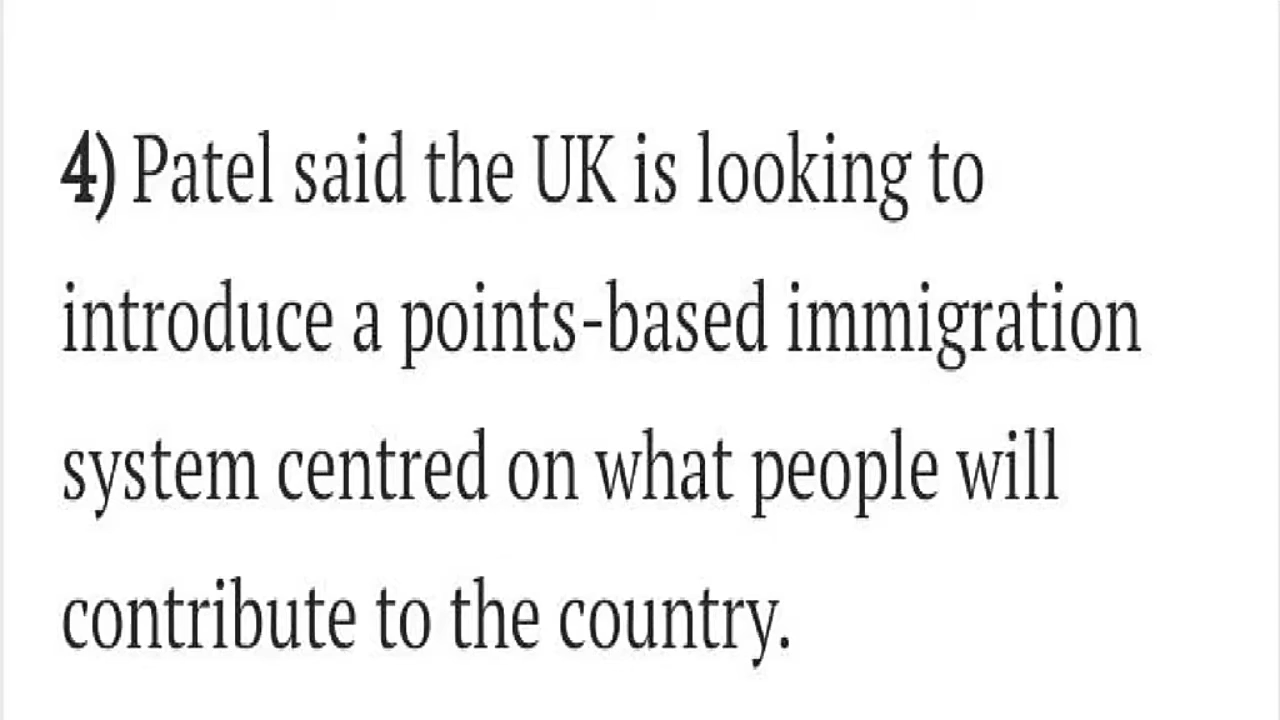 4) Patel said the UK is looking to
introduce a points-based immigration
system centred on what people will
contribute to the country.